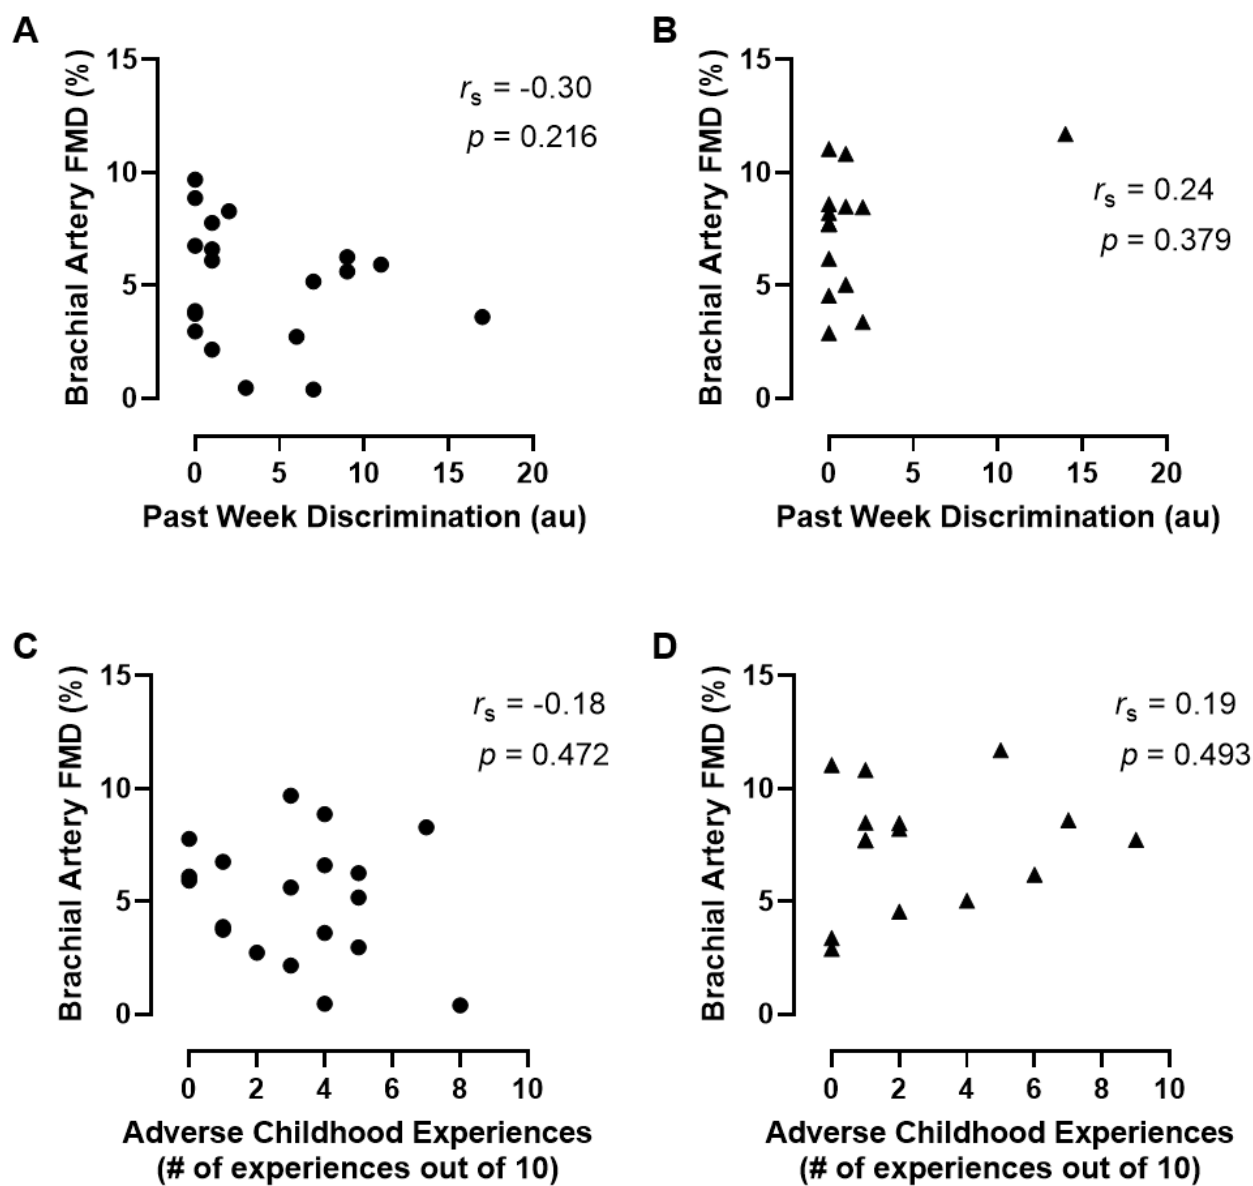 A
Brachial Artery FMD (%)
15
10
5
0
rs = -0.30
p = 0.216
0 5 10 15 20
Past Week Discrimination (au)
B
Brachial Artery FMD (%)
15
10
5
0
rs = 0.24
p = 0.379
0 5 10 15 20
Past Week Discrimination (au)
C
Brachial Artery FMD (%)
15
10
5
0
rs = -0.18
p = 0.472
0 2 4 6 8 10
Adverse Childhood Experiences
(# of experiences out of 10)
D
Brachial Artery FMD (%)
15
10
5
0
rs = 0.19
p = 0.493
0 2 4 6 8 10
Adverse Childhood Experiences
(# of experiences out of 10)